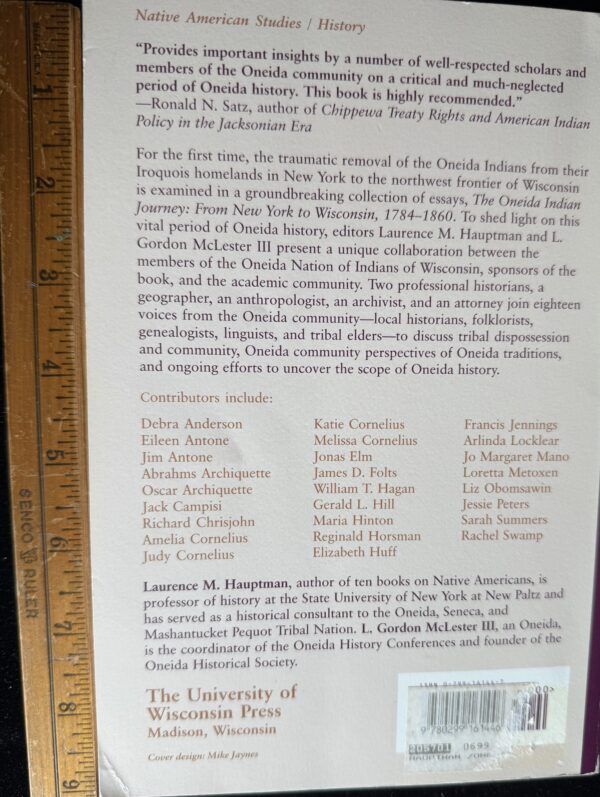 Native American Studies / History
“Provides important insights by a number of well-respected scholars and
members of the Oneida community on a critical and much-neglected
period of Oneida history. This book is highly recommended.”
—Ronald N. Satz, author of Chippewa Treaty Rights and American Indian
Policy in the Jacksonian Era
For the first time, the traumatic removal of the Oneida Indians from their
Iroquois homelands in New York to the northwest frontier of Wisconsin
is examined in a groundbreaking collection of essays, The Oneida Indian
Journey: From New York to Wisconsin, 1784–1860. To shed light on this
vital period of Oneida history, editors Laurence M. Hauptman and L.
Gordon McLester III present a unique collaboration between the
members of the Oneida Nation of Indians of Wisconsin, sponsors of the
book, and the academic community. Two professional historians, a
geographer, an anthropologist, an archivist, and an attorney join eighteen
voices from the Oneida community—local historians, folklorists,
genealogists, linguists, and tribal elders—to discuss tribal dispossession
and community, Oneida community perspectives of Oneida traditions,
and ongoing efforts to uncover the scope of Oneida history.
Contributors include:
Debra Anderson
Eileen Antone
Jim Antone
Abrahms Archiquette
Oscar Archiquette
Jack Campisi
Richard Chrisjohn
Amelia Cornelius
Judy Cornelius
Katie Cornelius
Melissa Cornelius
Jonas Elm
James D. Folts
William T. Hagan
Gerald L. Hill
Maria Hinton
Reginald Horsman
Elizabeth Huff
Francis Jennings
Arlinda Locklear
Jo Margaret Mano
Loretta Metoxen
Liz Obomsawin
Jessie Peters
Sarah Summers
Rachel Swamp
Laurence M. Hauptman, author of ten books on Native Americans, is
professor of history at the State University of New York at New Paltz and
has served as a historical consultant to the Oneida, Seneca, and
Mashantucket Pequot Tribal Nation. L. Gordon McLester III, an Oneida,
is the coordinator of the Oneida History Conferences and founder of the
Oneida Historical Society.
The University of
Wisconsin Press
Madison, Wisconsin
Cover design: Mike Jaynes
ISBN 0-299-16144-
9 780299 161446
205701 0699
1
2
3
4
5
6
7
8
9
SENCO RULER